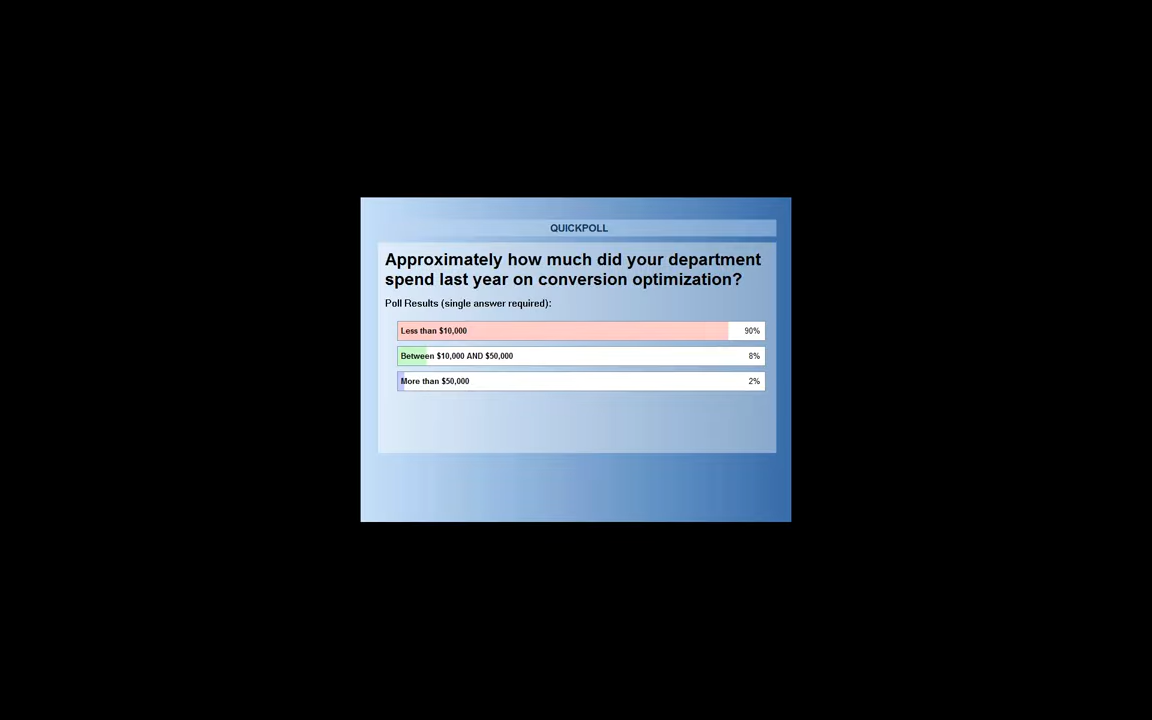 QUICKPOLL
Approximately how much did your department
spend last year on conversion optimization?
Poll Results (single answer required):
Less than $10,000 90%
Between $10,000 AND $50,000 8%
More than $50,000 2%